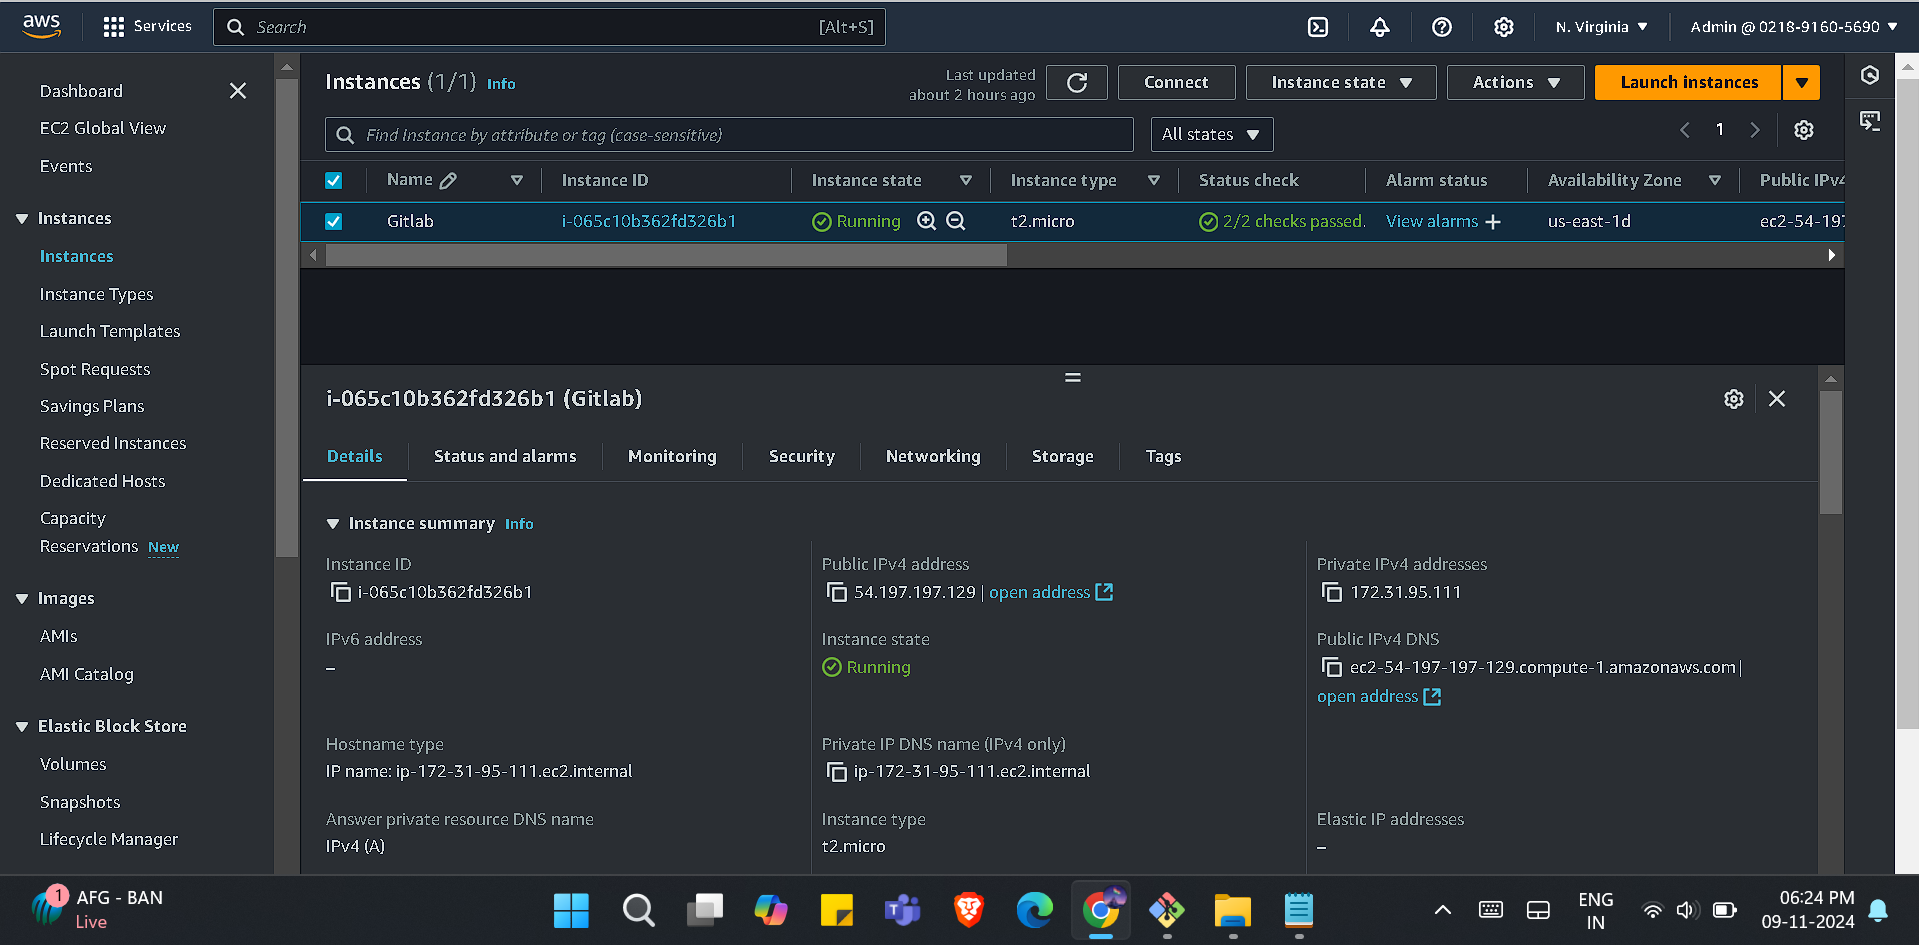 aws
Services
Search
[Alt+S]
N. Virginia
Admin @ 0218-9160-5690
Dashboard
EC2 Global View
Events
Instances
Instances
Instance Types
Launch Templates
Spot Requests
Savings Plans
Reserved Instances
Dedicated Hosts
Capacity
Reservations New
Images
AMIs
AMI Catalog
Elastic Block Store
Volumes
Snapshots
Lifecycle Manager
Instances (1/1) Info
Last updated
about 2 hours ago
Connect
Instance state
Actions
Launch instances
Find Instance by attribute or tag (case-sensitive)
All states
1
Name
Instance ID
Instance state
Instance type
Status check
Alarm status
Availability Zone
Public IPv4
Gitlab
i-065c10b362fd326b1
Running
t2.micro
2/2 checks passed.
View alarms
us-east-1d
ec2-54-197
i-065c10b362fd326b1 (Gitlab)
Details
Status and alarms
Monitoring
Security
Networking
Storage
Tags
Instance summary Info
Instance ID
i-065c10b362fd326b1
Public IPv4 address
54.197.197.129 | open address
Private IPv4 addresses
172.31.95.111
IPv6 address
–
Instance state
Running
Public IPv4 DNS
ec2-54-197-197-129.compute-1.amazonaws.com |
open address
Hostname type
IP name: ip-172-31-95-111.ec2.internal
Private IP DNS name (IPv4 only)
ip-172-31-95-111.ec2.internal
Answer private resource DNS name
IPv4 (A)
Instance type
t2.micro
Elastic IP addresses
–
1
AFG - BAN
Live
ENG
IN
06:24 PM
09-11-2024